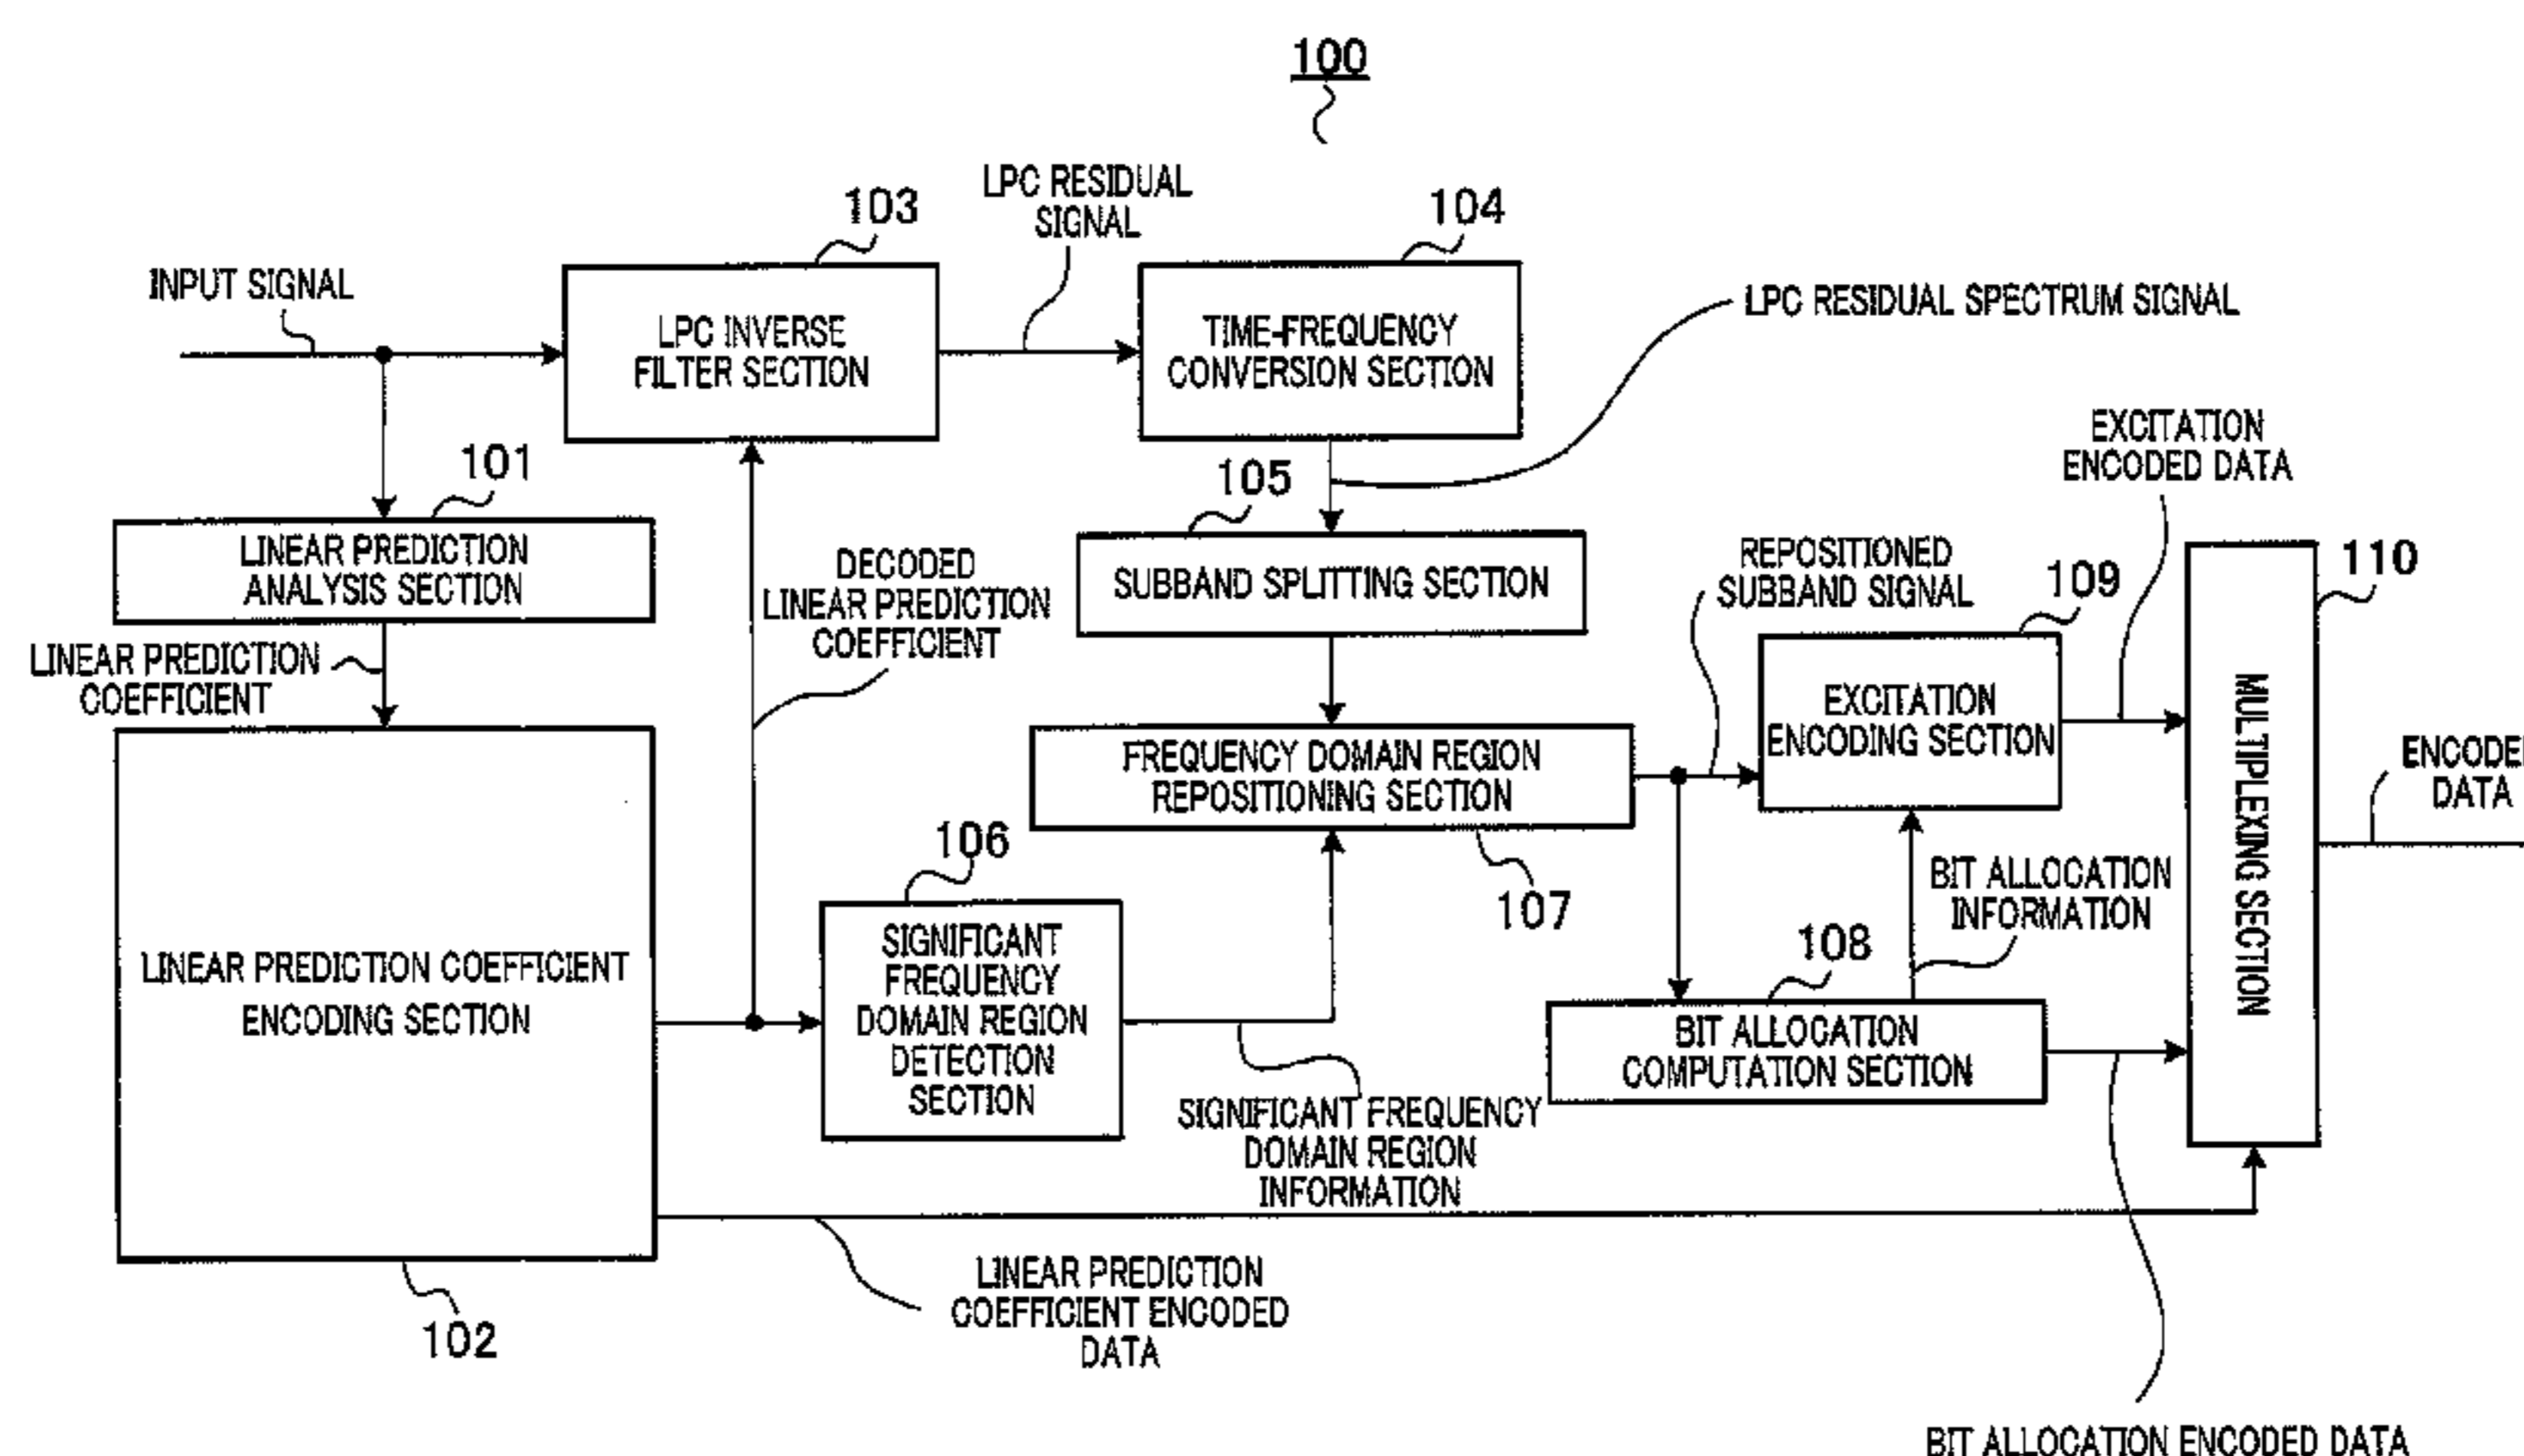 100
103
LPC RESIDUAL
SIGNAL
104
INPUT SIGNAL
LPC INVERSE
FILTER SECTION
TIME-FREQUENCY
CONVERSION SECTION
LPC RESIDUAL SPECTRUM SIGNAL
101
LINEAR PREDICTION
ANALYSIS SECTION
105
SUBBAND SPLITTING SECTION
EXCITATION
ENCODED DATA
DECODED
LINEAR PREDICTION
COEFFICIENT
REPOSITIONED
SUBBAND SIGNAL
109
110
LINEAR PREDICTION
COEFFICIENT
EXCITATION
ENCODING SECTION
MULTIPLEXING SECTION
FREQUENCY DOMAIN REGION
REPOSITIONING SECTION
107
ENCODE
DATA
106
SIGNIFICANT
FREQUENCY
DOMAIN REGION
DETECTION
SECTION
BIT ALLOCATION
INFORMATION
108
BIT ALLOCATION
COMPUTATION SECTION
LINEAR PREDICTION COEFFICIENT
ENCODING SECTION
102
SIGNIFICANT FREQUENCY
DOMAIN REGION
INFORMATION
LINEAR PREDICTION
COEFFICIENT ENCODED
DATA
BIT ALLOCATION ENCODED DATA